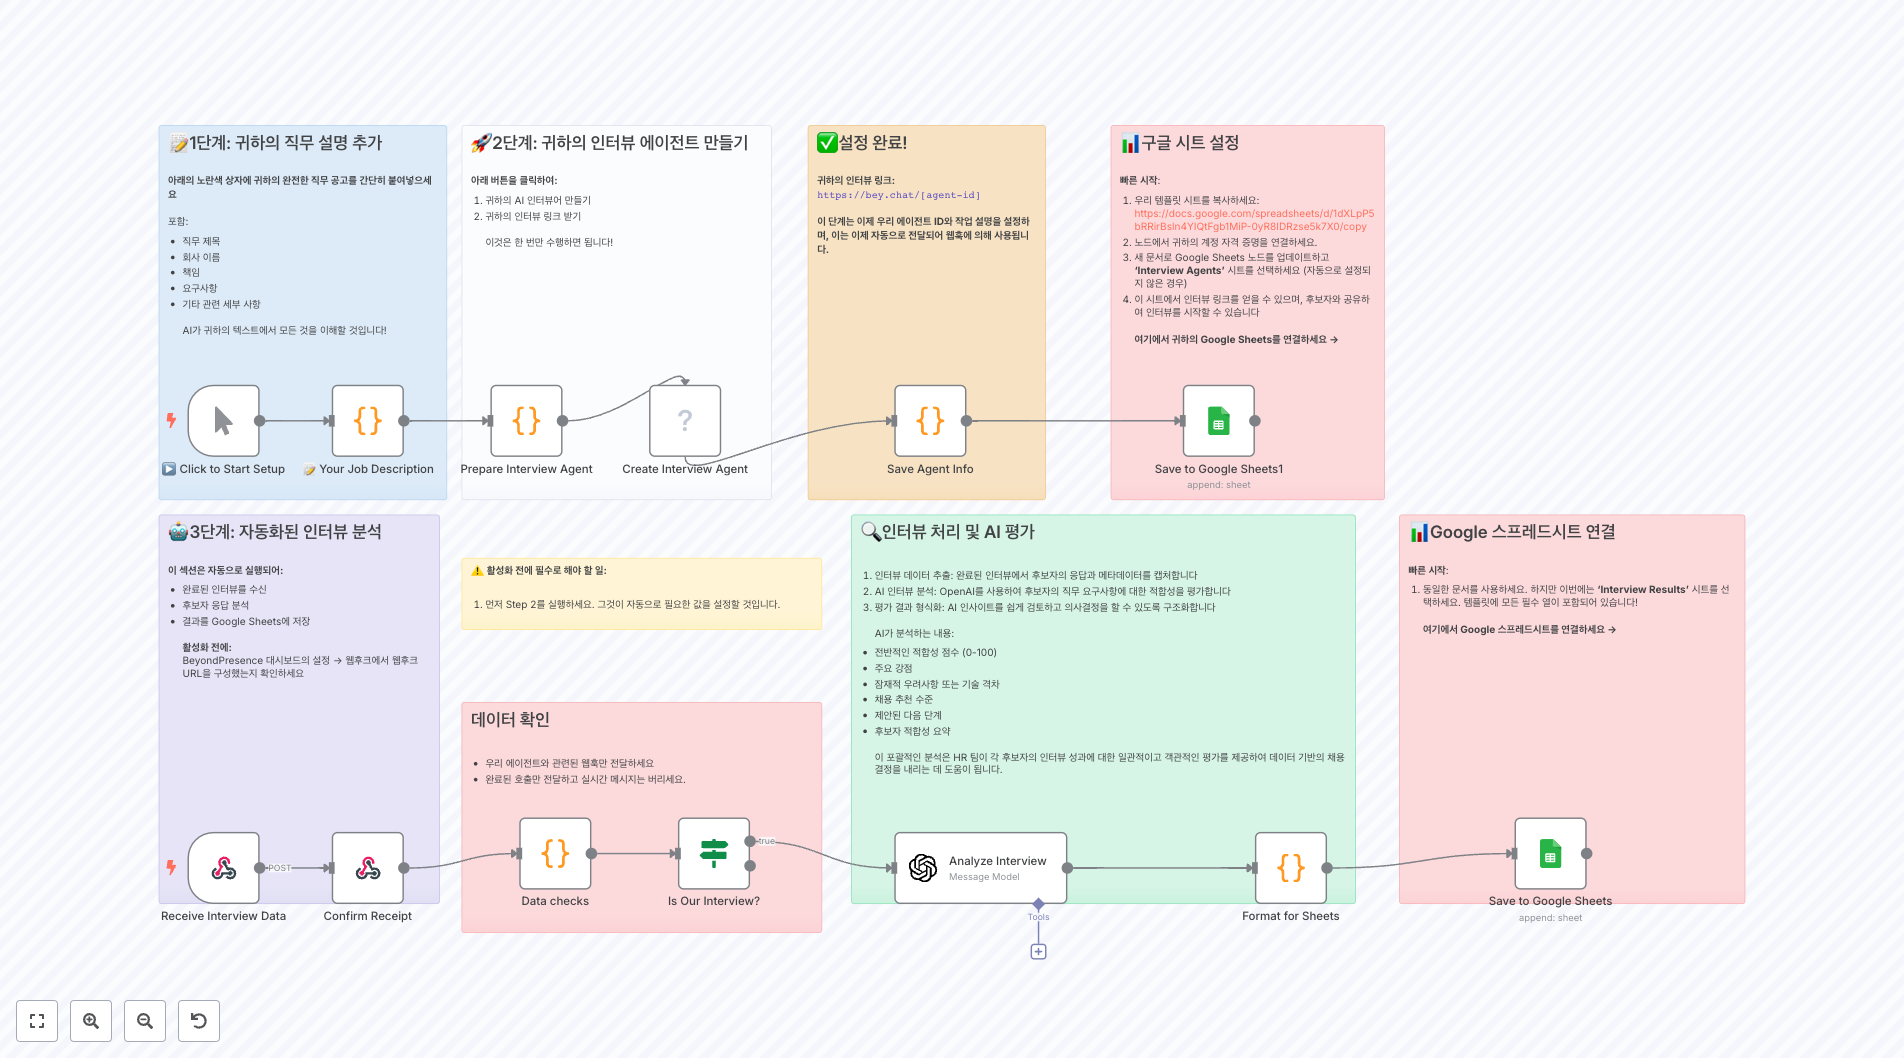 📝1단계: 귀하의 직무 설명 추가
아래의 노란색 상자에 귀하의 완전한 직무 공고를 간단히 붙여넣으세
요
포함:
직무 제목
회사 이름
책임
요구사항
기타 관련 세부 사항
AI가 귀하의 텍스트에서 모든 것을 이해할 것입니다!
▶️ Click to Start Setup
📝 Your Job Description
🚀2단계: 귀하의 인터뷰 에이전트 만들기
아래 버튼을 클릭하여:
1. 귀하의 AI 인터뷰어 만들기
2. 귀하의 인터뷰 링크 받기
이것은 한 번만 수행하면 됩니다!
Prepare Interview Agent
?
Create Interview Agent
✅설정 완료!
귀하의 인터뷰 링크:
https://bey.chat/[agent-id]
이 단계는 이제 우리 에이전트 ID와 작업 설명을 설정하
며, 이는 이제 자동으로 전달되어 웹훅에 의해 사용됩니
다.
Save Agent Info
📊구글 시트 설정
빠른 시작:
1. 우리 템플릿 시트를 복사하세요:
https://docs.google.com/spreadsheets/d/1dXLpP5
bRRirBsIn4YIQtFgb1MiP-0yR8IDRzse5k7X0/copy
2. 노드에서 귀하의 계정 자격 증명을 연결하세요.
3. 새 문서로 Google Sheets 노드를 업데이트하고
‘Interview Agents’ 시트를 선택하세요 (자동으로 설정되
지 않은 경우)
4. 이 시트에서 인터뷰 링크를 얻을 수 있으며, 후보자와 공유하
여 인터뷰를 시작할 수 있습니다
여기에서 귀하의 Google Sheets를 연결하세요 →
Save to Google Sheets1
append: sheet
🤖3단계: 자동화된 인터뷰 분석
이 섹션은 자동으로 실행되어:
완료된 인터뷰를 수신
후보자 응답 분석
결과를 Google Sheets에 저장
활성화 전에:
BeyondPresence 대시보드의 설정 → 웹후크에서 웹후크
URL을 구성했는지 확인하세요
POST
Receive Interview Data
Confirm Receipt
⚠️ 활성화 전에 필수로 해야 할 일:
1. 먼저 Step 2를 실행하세요. 그것이 자동으로 필요한 값을 설정할 것입니다.
데이터 확인
우리 에이전트와 관련된 웹훅만 전달하세요
완료된 호출만 전달하고 실시간 메시지는 버리세요.
true
Data checks
Is Our Interview?
🔍인터뷰 처리 및 AI 평가
1. 인터뷰 데이터 추출: 완료된 인터뷰에서 후보자의 응답과 메타데이터를 캡처합니다
2. AI 인터뷰 분석: OpenAI를 사용하여 후보자의 직무 요구사항에 대한 적합성을 평가합니다
3. 평가 결과 형식화: AI 인사이트를 쉽게 검토하고 의사결정을 할 수 있도록 구조화합니다
AI가 분석하는 내용:
전반적인 적합성 점수 (0-100)
주요 강점
잠재적 우려사항 또는 기술 격차
채용 추천 수준
제안된 다음 단계
후보자 적합성 요약
이 포괄적인 분석은 HR 팀이 각 후보자의 인터뷰 성과에 대한 일관적이고 객관적인 평가를 제공하여 데이터 기반의 채용
결정을 내리는 데 도움이 됩니다.
Analyze Interview
Message Model
Tools
Format for Sheets
📊Google 스프레드시트 연결
빠른 시작:
1. 동일한 문서를 사용하세요. 하지만 이번에는 ‘Interview Results’ 시트를 선
택하세요. 템플릿에 모든 필수 열이 포함되어 있습니다!
여기에서 Google 스프레드시트를 연결하세요 →
Save to Google Sheets
append: sheet